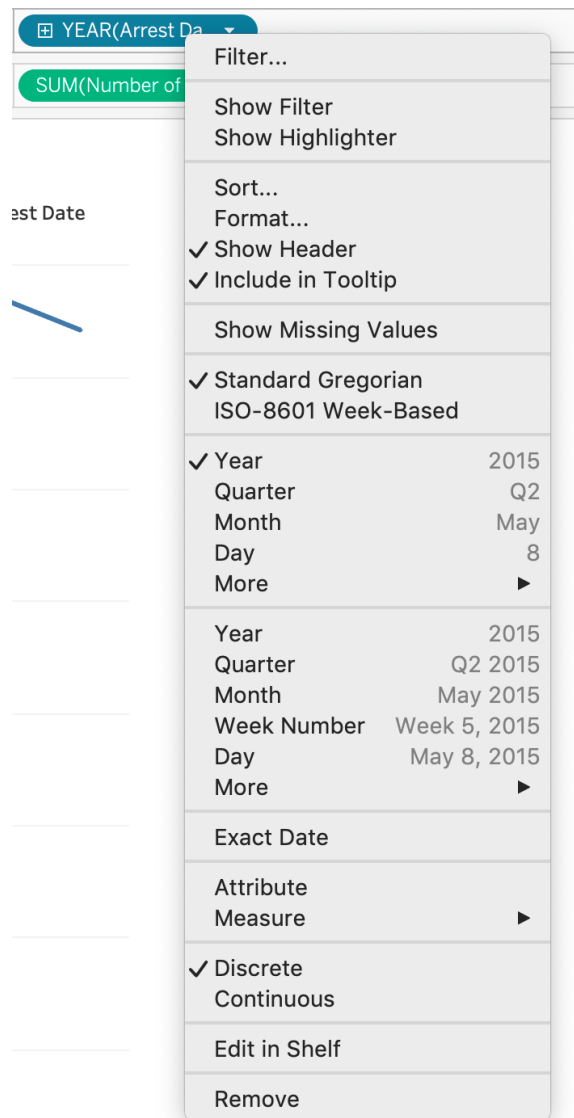 YEAR(Arrest Da
Filter...
SUM(Number of
Show Filter
Show Highlighter
Sort...
est Date
Format...
Show Header
Include in Tooltip
Show Missing Values
Standard Gregorian
ISO-8601 Week-Based
Year 2015
Quarter Q2
Month May
Day 8
More
Year 2015
Quarter Q2 2015
Month May 2015
Week Number Week 5, 2015
Day May 8, 2015
More
Exact Date
Attribute
Measure
Discrete
Continuous
Edit in Shelf
Remove